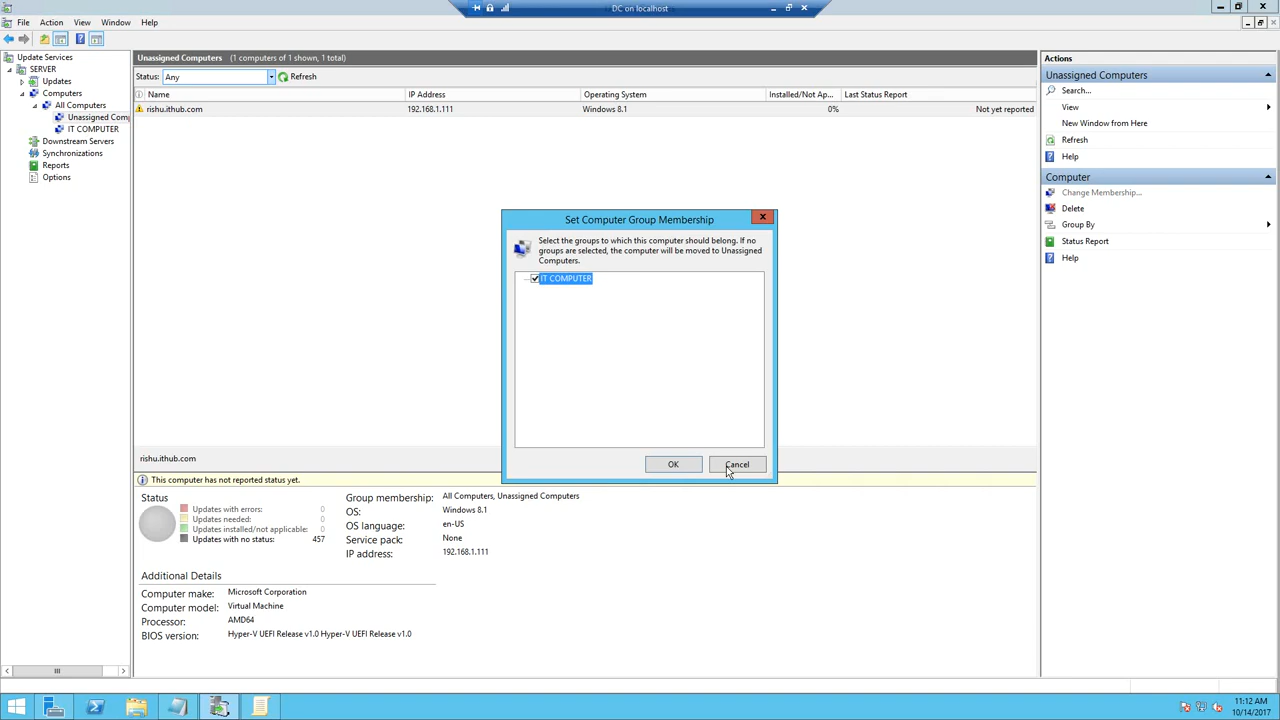 DC on localhost
File Action View Window Help
Update Services
SERVER
Updates
Computers
All Computers
Unassigned Com
IT COMPUTER
Downstream Servers
Synchronizations
Reports
Options
Unassigned Computers (1 computers of 1 shown, 1 total)
Status: Any Refresh
Name IP Address Operating System Installed/Not Ap... Last Status Report
rishu.ithub.com 192.168.1.111 Windows 8.1 0% Not yet reported
Set Computer Group Membership
Select the groups to which this computer should belong. If no
groups are selected, the computer will be moved to Unassigned
Computers.
IT COMPUTER
OK Cancel
rishu.ithub.com
This computer has not reported status yet.
Status
Updates with errors: 0
Updates needed: 0
Updates installed/not applicable: 0
Updates with no status: 457
Group membership: All Computers, Unassigned Computers
OS: Windows 8.1
OS language: en-US
Service pack: None
IP address: 192.168.1.111
Additional Details
Computer make: Microsoft Corporation
Computer model: Virtual Machine
Processor: AMD64
BIOS version: Hyper-V UEFI Release v1.0 Hyper-V UEFI Release v1.0
Actions
Unassigned Computers
Search...
View
New Window from Here
Refresh
Help
Computer
Change Membership...
Delete
Group By
Status Report
Help
11:12 AM
10/14/2017